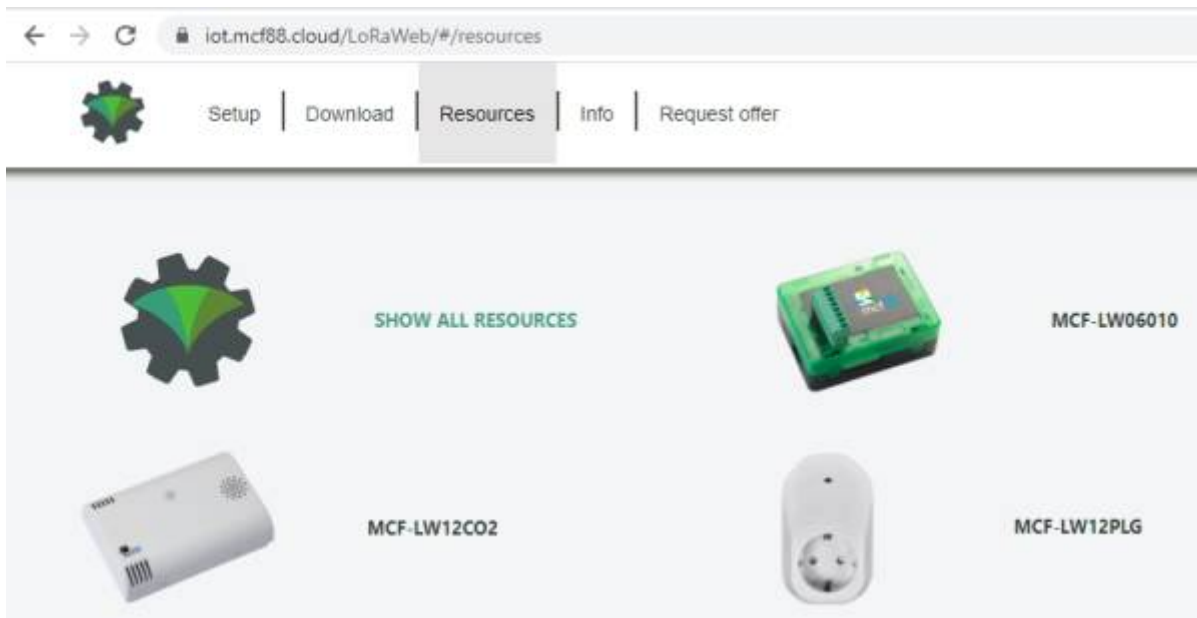 iot.mcf88.cloud/LoRaWeb/#/resources
Setup Download Resources Info Request offer
SHOW ALL RESOURCES
MCF-LW06010
MCF-LW12CO2
MCF-LW12PLG